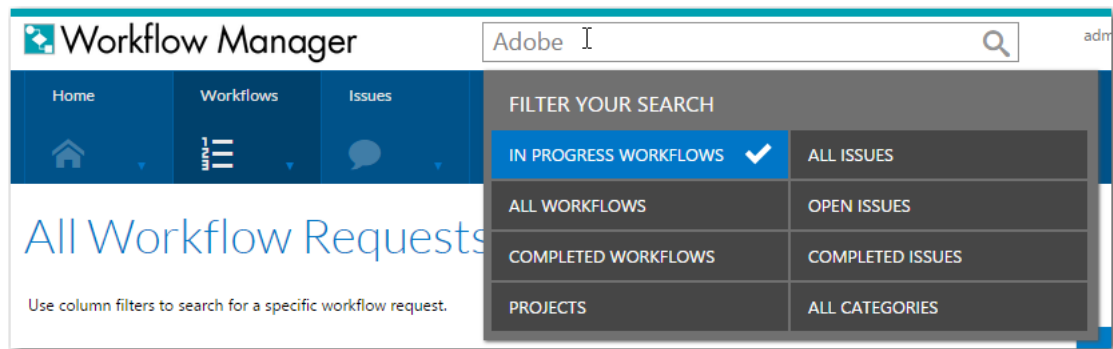 Workflow Manager
Adobe
adm
Home
Workflows
Issues
FILTER YOUR SEARCH
IN PROGRESS WORKFLOWS
ALL ISSUES
ALL WORKFLOWS
OPEN ISSUES
COMPLETED WORKFLOWS
COMPLETED ISSUES
PROJECTS
ALL CATEGORIES
All Workflow Requests
Use column filters to search for a specific workflow request.